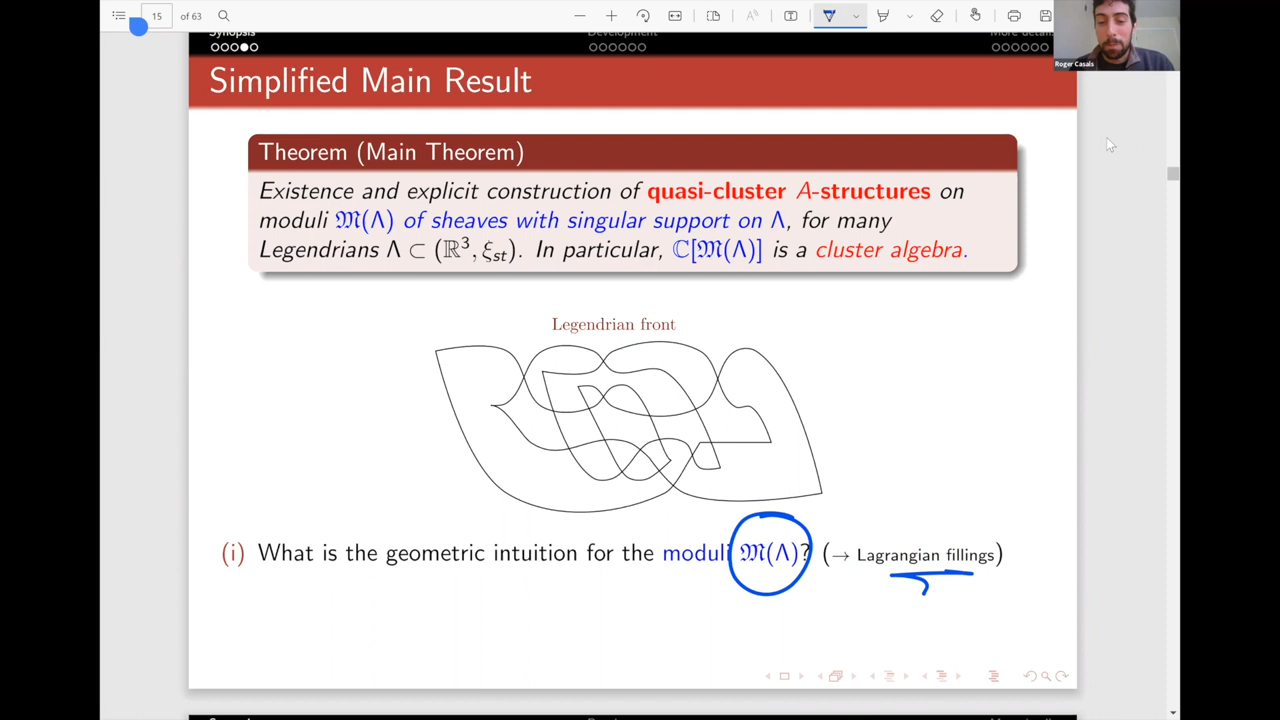 15 of 63
Synopsis Development More details
Roger Casals
Simplified Main Result
Theorem (Main Theorem)
Existence and explicit construction of quasi-cluster A-structures on
moduli 𝔐(Λ) of sheaves with singular support on Λ, for many
Legendrians Λ ⊂ (ℝ³, ξst). In particular, ℂ[𝔐(Λ)] is a cluster algebra.
Legendrian front
(i) What is the geometric intuition for the moduli 𝔐(Λ)? (→ Lagrangian fillings)